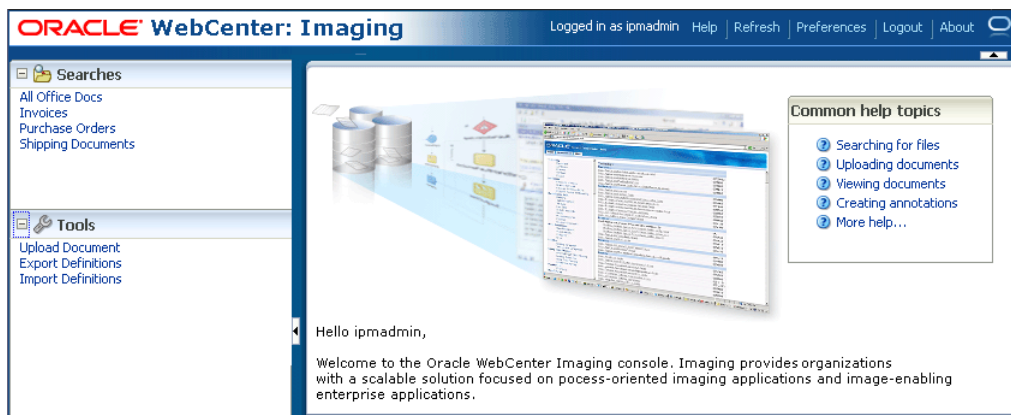 ORACLE WebCenter: Imaging
Logged in as ipmadmin Help Refresh Preferences Logout About
Searches
All Office Docs
Invoices
Purchase Orders
Shipping Documents
Tools
Upload Document
Export Definitions
Import Definitions
ORACLE
Common help topics
Searching for files
Uploading documents
Viewing documents
Creating annotations
More help...
Hello ipmadmin,
Welcome to the Oracle WebCenter Imaging console. Imaging provides organizations
with a scalable solution focused on pocess-oriented imaging applications and image-enabling
enterprise applications.